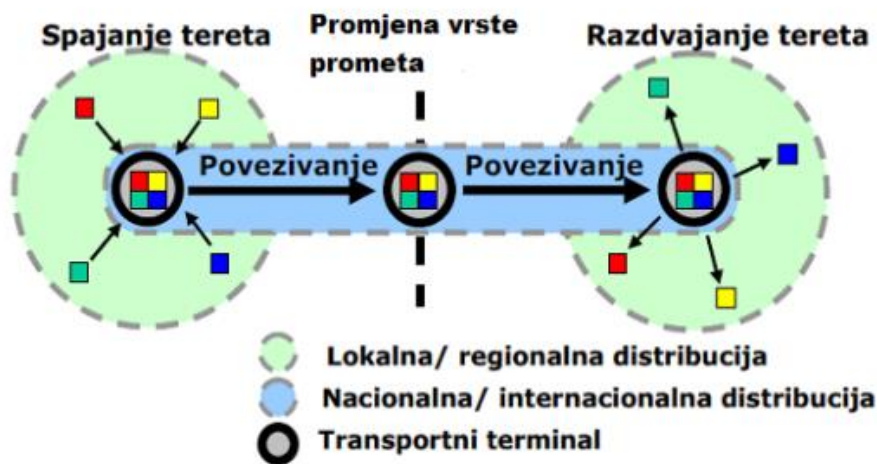 Spajanje tereta
Promjena vrste
prometa
Razdvajanje tereta
Povezivanje
Povezivanje
Lokalna/ regionalna distribucija
Nacionalna/ internacionalna distribucija
Transportni terminal